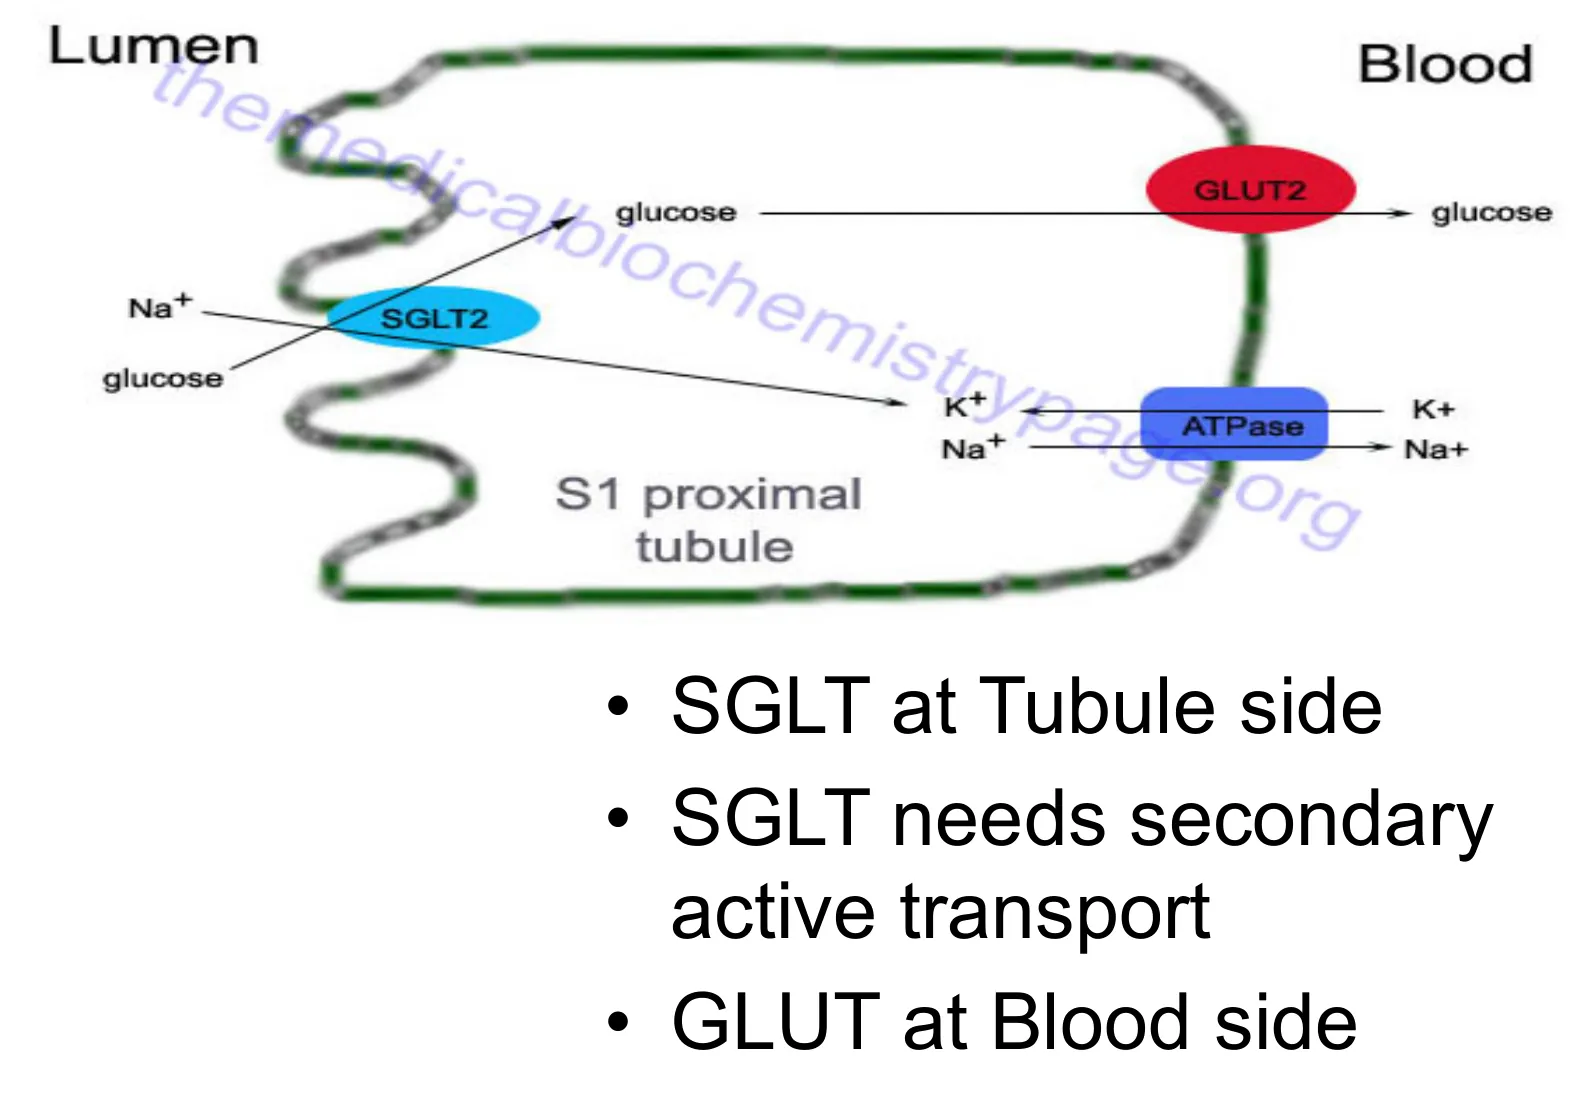 Lumen
Blood
themedicalbiochemistrypage.org
GLUT2
glucose
glucose
Na+
SGLT2
glucose
K+
K+
ATPase
Na+
Na+
S1 proximal
tubule
• SGLT at Tubule side
• SGLT needs secondary
active transport
• GLUT at Blood side